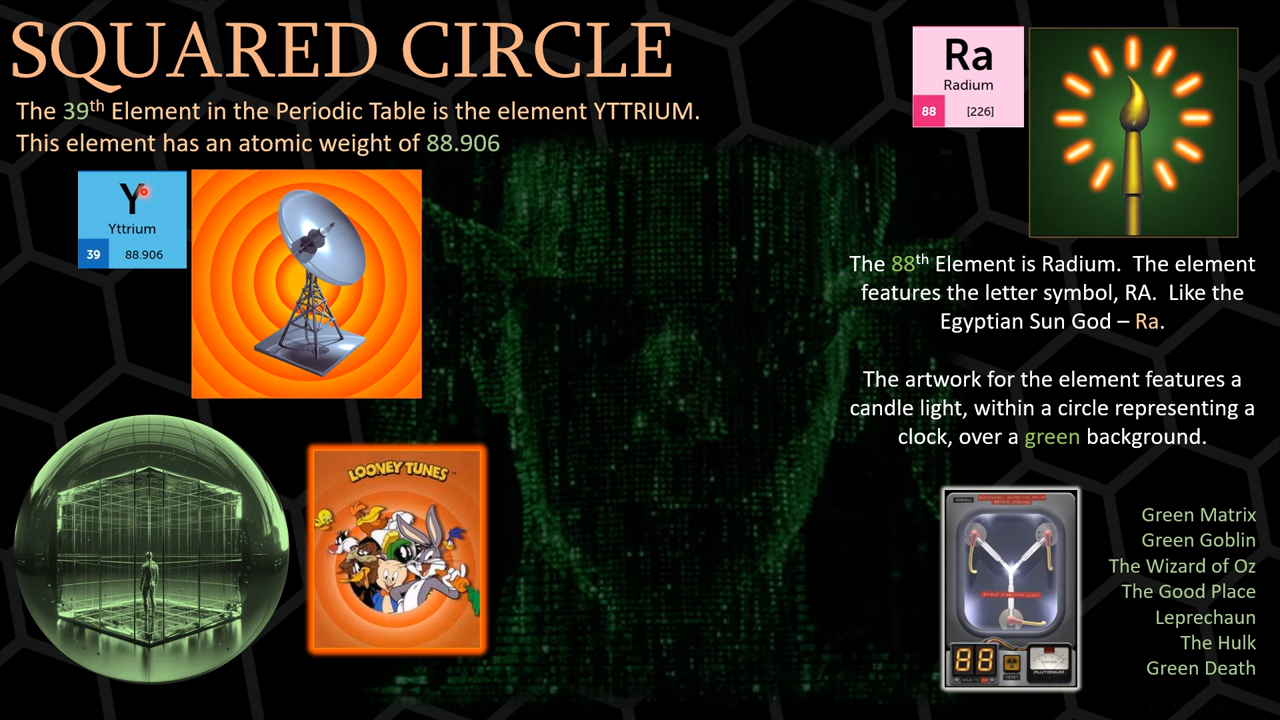 SQUARED CIRCLE
The 39th Element in the Periodic Table is the element YTTRIUM.
This element has an atomic weight of 88.906
Y
Yttrium
39 88.906
Ra
Radium
88 [226]
The 88th Element is Radium. The element
features the letter symbol, RA. Like the
Egyptian Sun God – Ra.
The artwork for the element features a
candle light, within a circle representing a
clock, over a green background.
LOONEY TUNES
88
PLUTONIUM
Green Matrix
Green Goblin
The Wizard of Oz
The Good Place
Leprechaun
The Hulk
Green Death